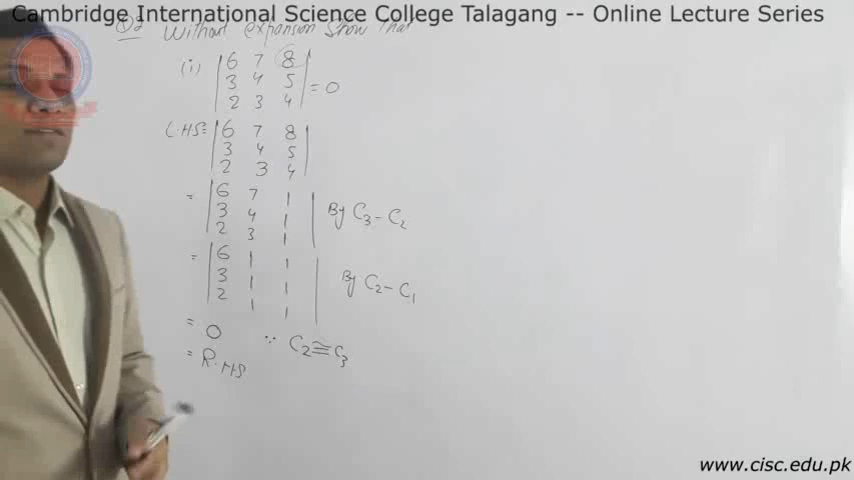 Cambridge International Science College Talagang -- Online Lecture Series
Q2 Without expansion Show that
(i) | 6 7 8 |
| 3 4 5 | = 0
| 2 3 4 |
L.HS = | 6 7 8 |
| 3 4 5 |
| 2 3 4 |
= | 6 7 1 |
| 3 4 1 | By C3 - C2
| 2 3 1 |
= | 6 1 1 |
| 3 1 1 | By C2 - C1
| 2 1 1 |
= 0 ∵ C2 ≅ C3
= R.HS
www.cisc.edu.pk